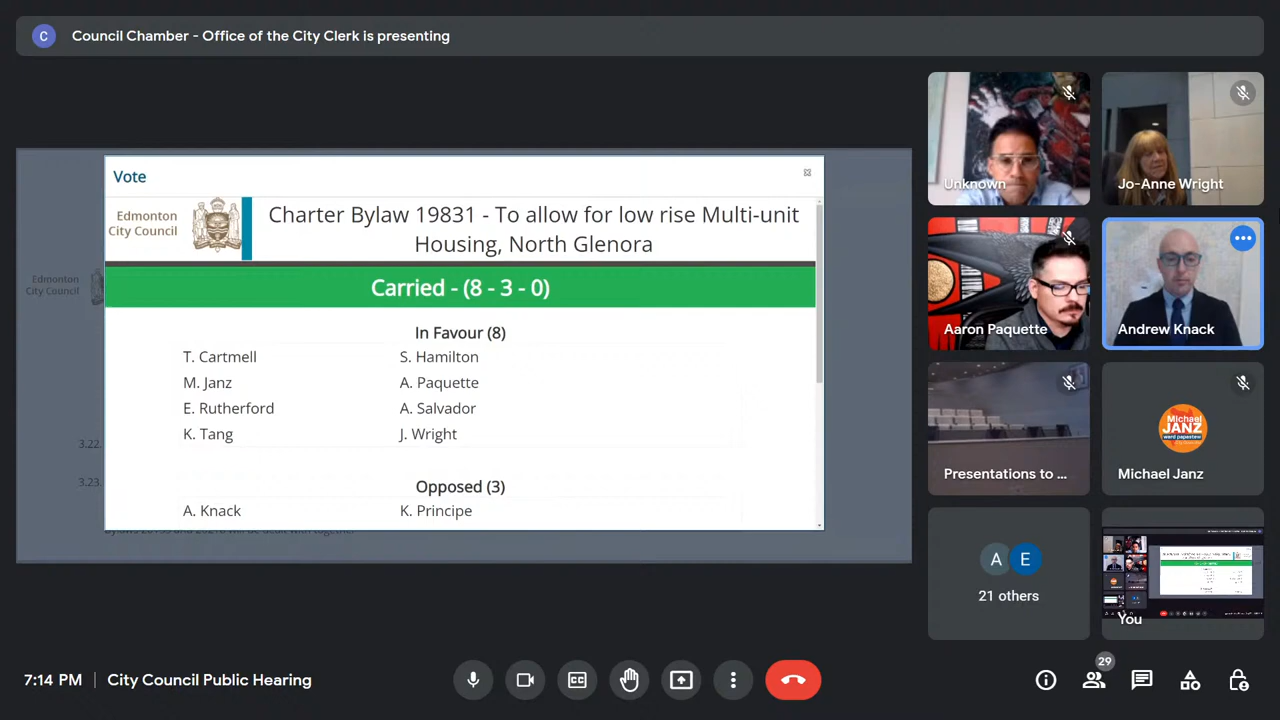 C
Council Chamber - Office of the City Clerk is presenting
Vote
Edmonton
City Council
Charter Bylaw 19831 - To allow for low rise Multi-unit
Housing, North Glenora
Carried - (8 - 3 - 0)
In Favour (8)
T. Cartmell S. Hamilton
M. Janz A. Paquette
E. Rutherford A. Salvador
K. Tang J. Wright
Opposed (3)
A. Knack K. Principe
Edmonton
City Council
3.22.
3.23.
Unknown
Jo-Anne Wright
Aaron Paquette
Andrew Knack
Presentations to ...
Michael
JANZ
ward papastew
Michael Janz
A E
21 others
You
7:14 PM | City Council Public Hearing
29